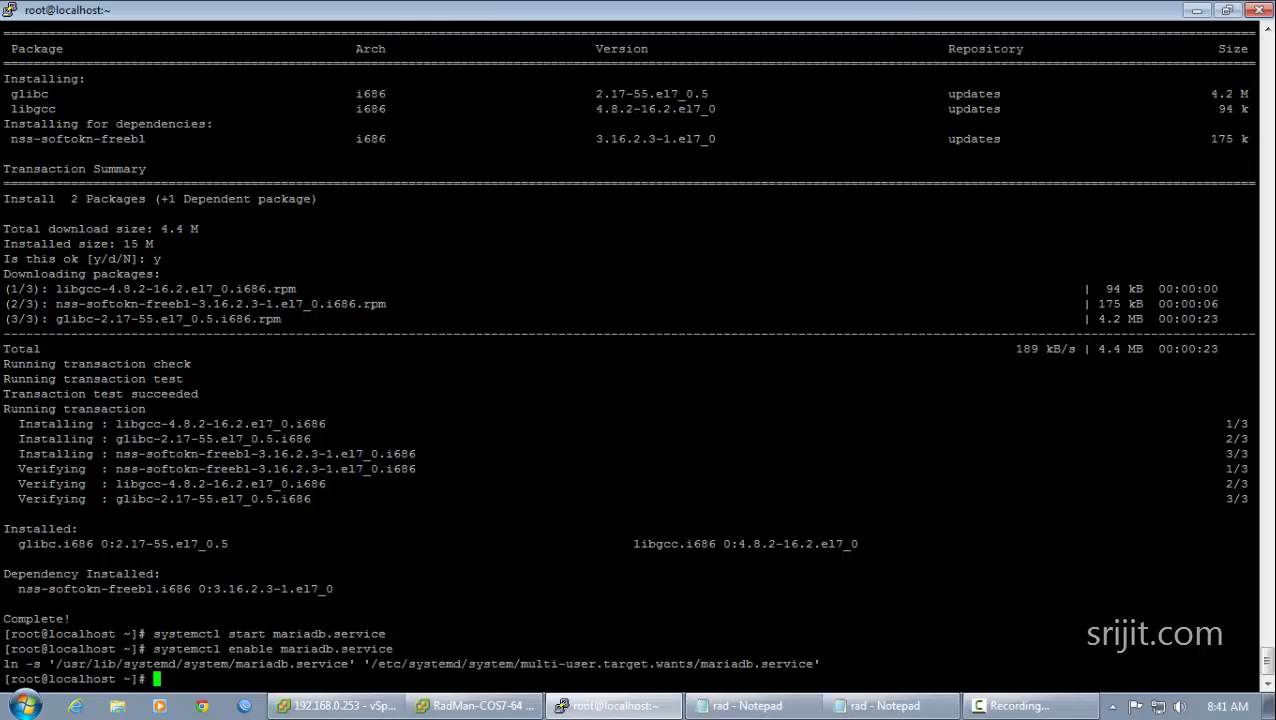 root@localhost:~
Package Arch Version Repository Size
Installing:
glibc i686 2.17-55.el7_0.5 updates 4.2 M
libgcc i686 4.8.2-16.2.el7_0 updates 94 k
Installing for dependencies:
nss-softokn-freebl i686 3.16.2.3-1.el7_0 updates 175 k
Transaction Summary
Install 2 Packages (+1 Dependent package)
Total download size: 4.4 M
Installed size: 15 M
Is this ok [y/d/N]: y
Downloading packages:
(1/3): libgcc-4.8.2-16.2.el7_0.i686.rpm | 94 kB 00:00:00
(2/3): nss-softokn-freebl-3.16.2.3-1.el7_0.i686.rpm | 175 kB 00:00:06
(3/3): glibc-2.17-55.el7_0.5.i686.rpm | 4.2 MB 00:00:23
Total 189 kB/s | 4.4 MB 00:00:23
Running transaction check
Running transaction test
Transaction test succeeded
Running transaction
Installing : libgcc-4.8.2-16.2.el7_0.i686 1/3
Installing : glibc-2.17-55.el7_0.5.i686 2/3
Installing : nss-softokn-freebl-3.16.2.3-1.el7_0.i686 3/3
Verifying : nss-softokn-freebl-3.16.2.3-1.el7_0.i686 1/3
Verifying : libgcc-4.8.2-16.2.el7_0.i686 2/3
Verifying : glibc-2.17-55.el7_0.5.i686 3/3
Installed:
glibc.i686 0:2.17-55.el7_0.5 libgcc.i686 0:4.8.2-16.2.el7_0
Dependency Installed:
nss-softokn-freebl.i686 0:3.16.2.3-1.el7_0
Complete!
[root@localhost ~]# systemctl start mariadb.service
[root@localhost ~]# systemctl enable mariadb.service
ln -s '/usr/lib/systemd/system/mariadb.service' '/etc/systemd/system/multi-user.target.wants/mariadb.service'
[root@localhost ~]#
srijit.com
192.168.0.253 - vSp... RadMan-COS7-64 ... root@localhost:~ rad - Notepad rad - Notepad Recording... 8:41 AM